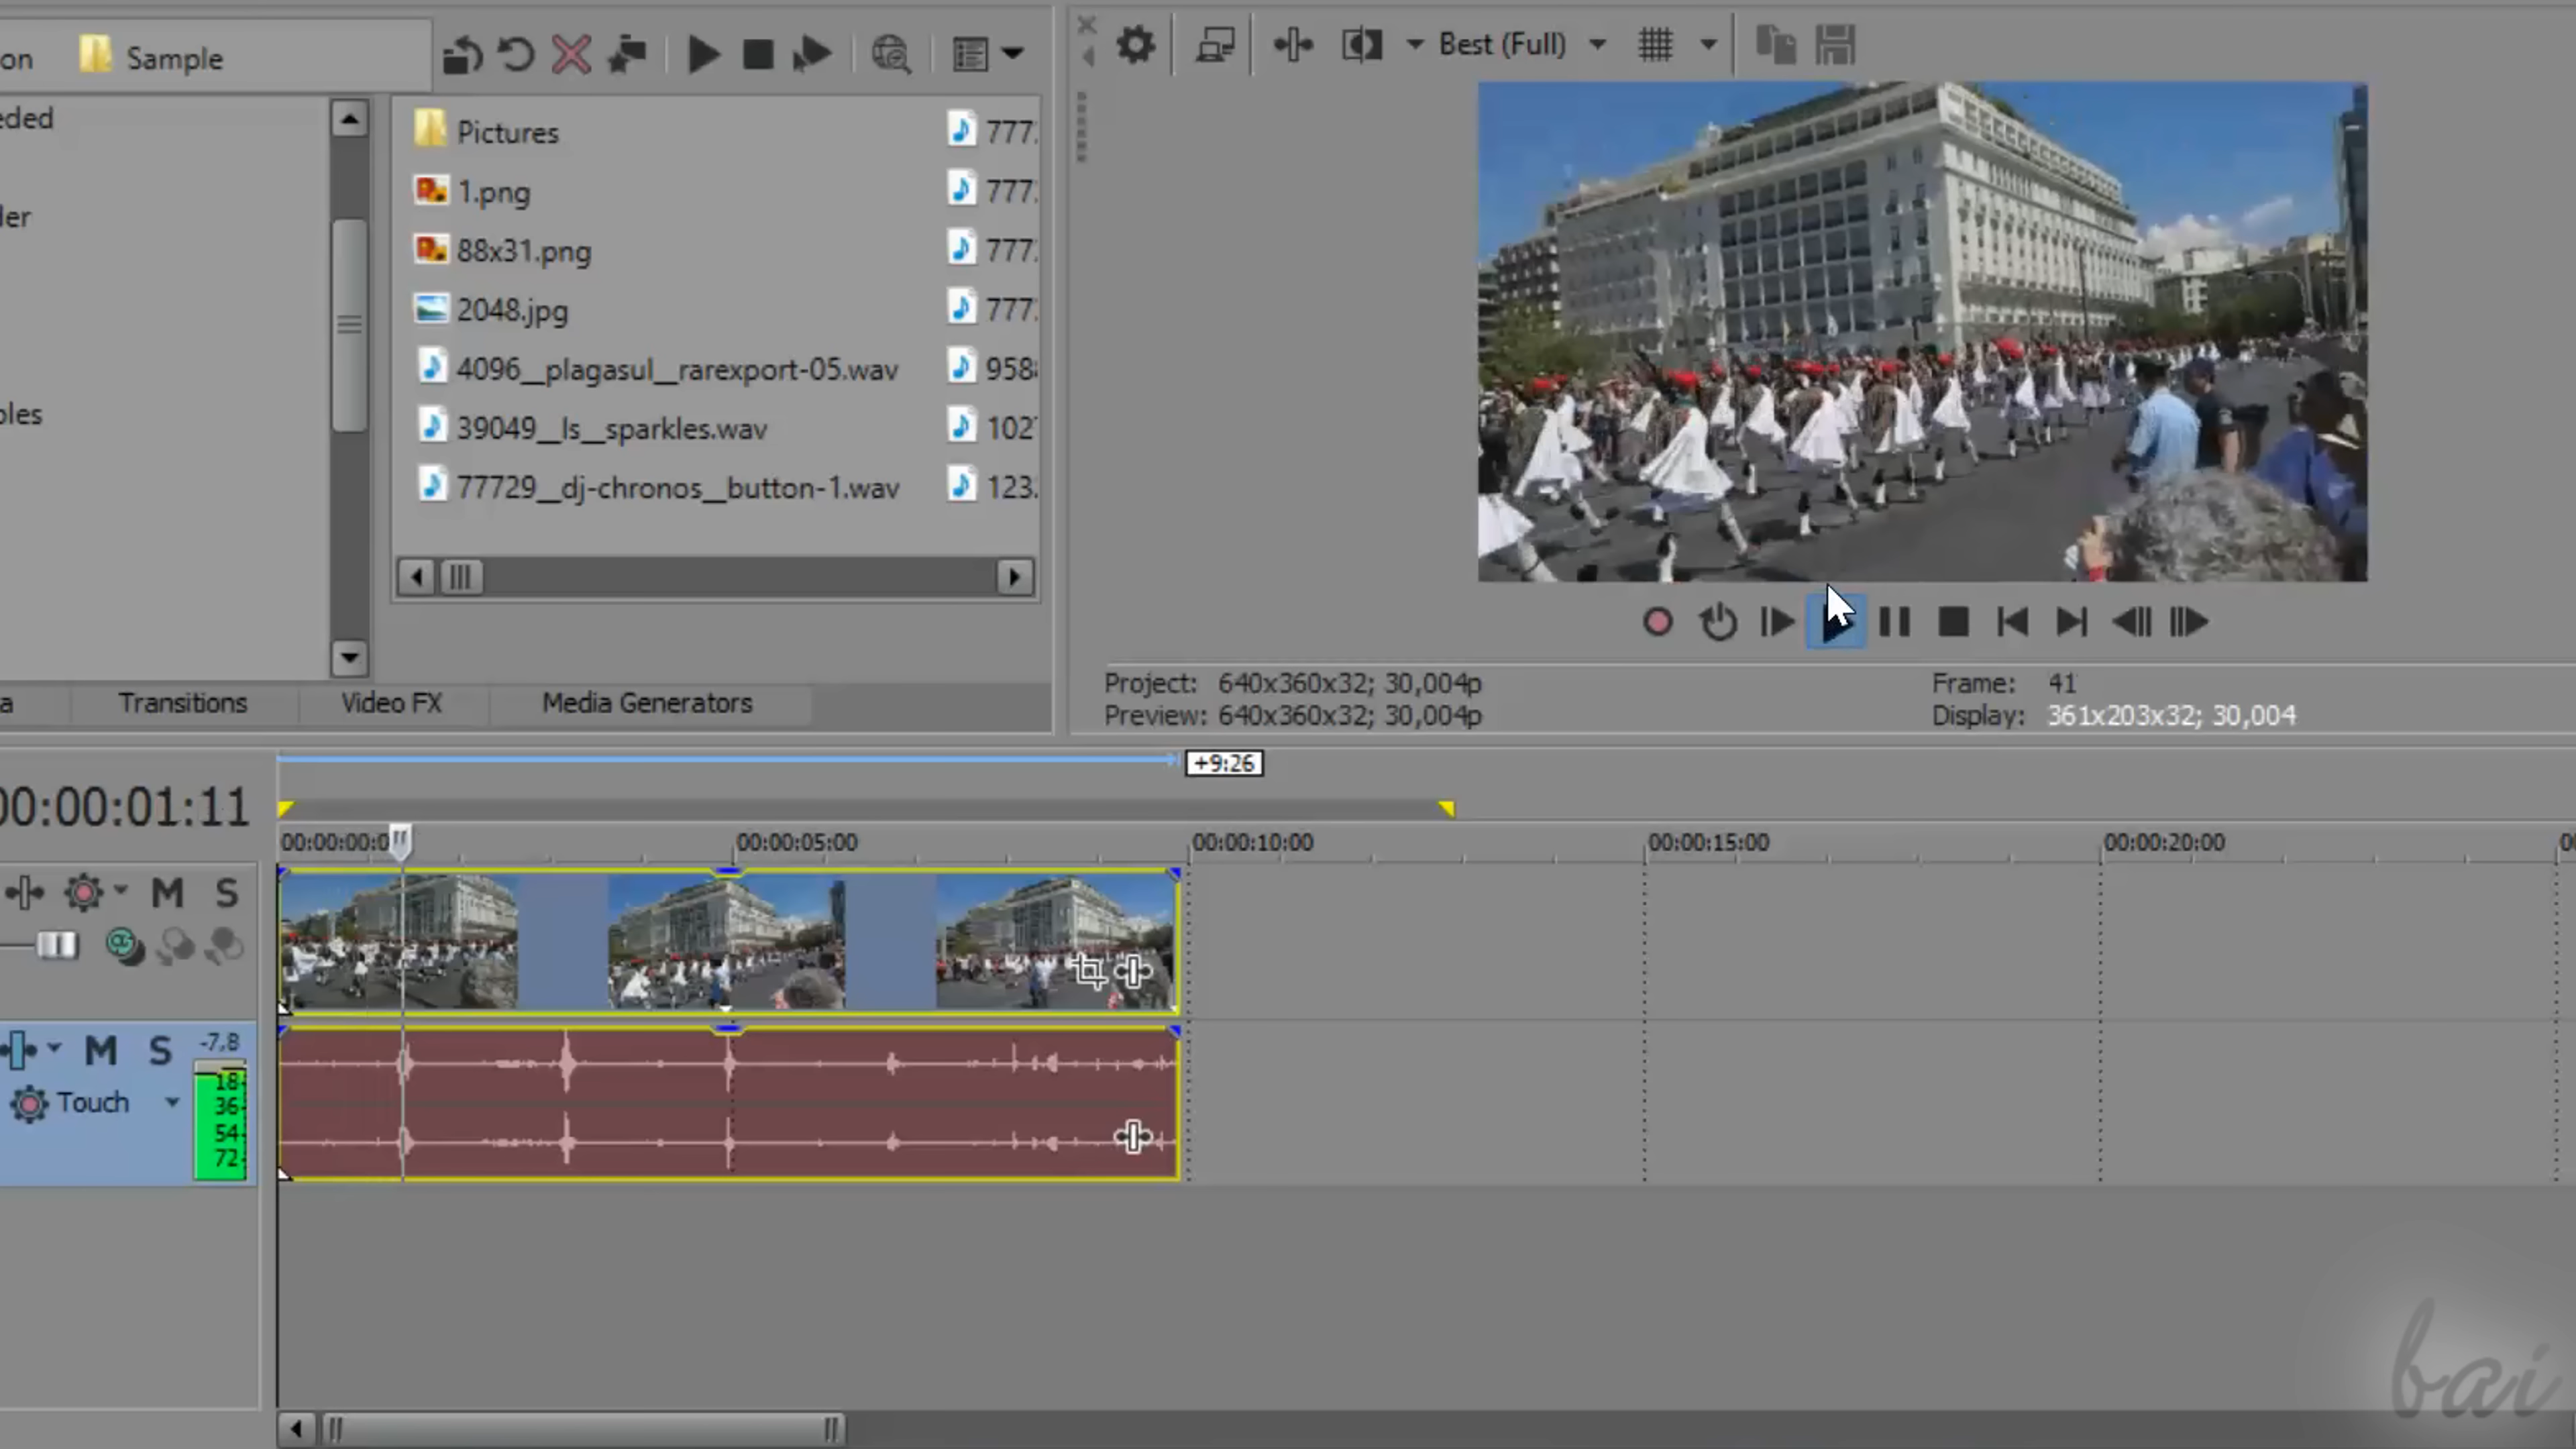 on
Sample
Best (Full)
eded
ler
ples
Pictures
1.png
88x31.png
2048.jpg
4096__plagasul__rarexport-05.wav
39049__ls__sparkles.wav
77729__dj-chronos__button-1.wav
777
777
777
777
958
102
123
a
Transitions
Video FX
Media Generators
Project: 640x360x32; 30,004p
Preview: 640x360x32; 30,004p
Frame: 41
Display: 361x203x32; 30,004
+9:26
00:00:01:11
00:00:00:0
00:00:05:00
00:00:10:00
00:00:15:00
00:00:20:00
M S
M S
-7,8
18
36
54
72
Touch
bai